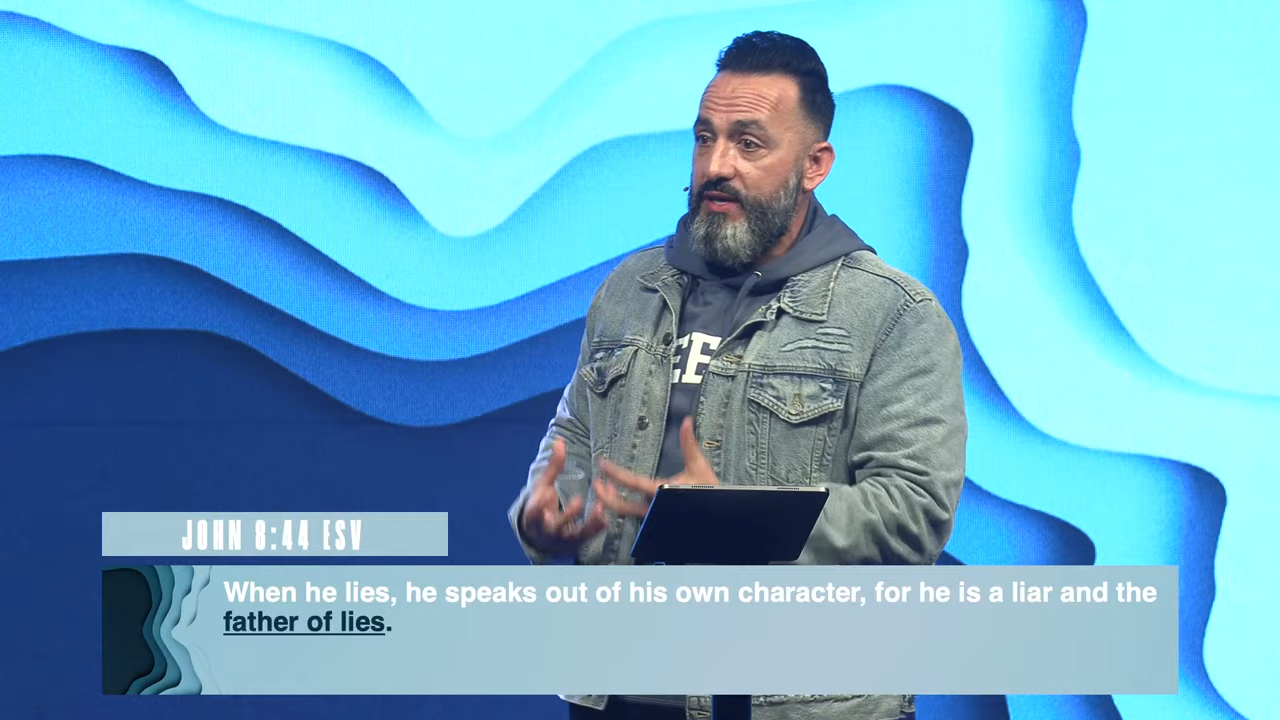 EF
JOHN 8:44 ESV
When he lies, he speaks out of his own character, for he is a liar and the
father of lies.